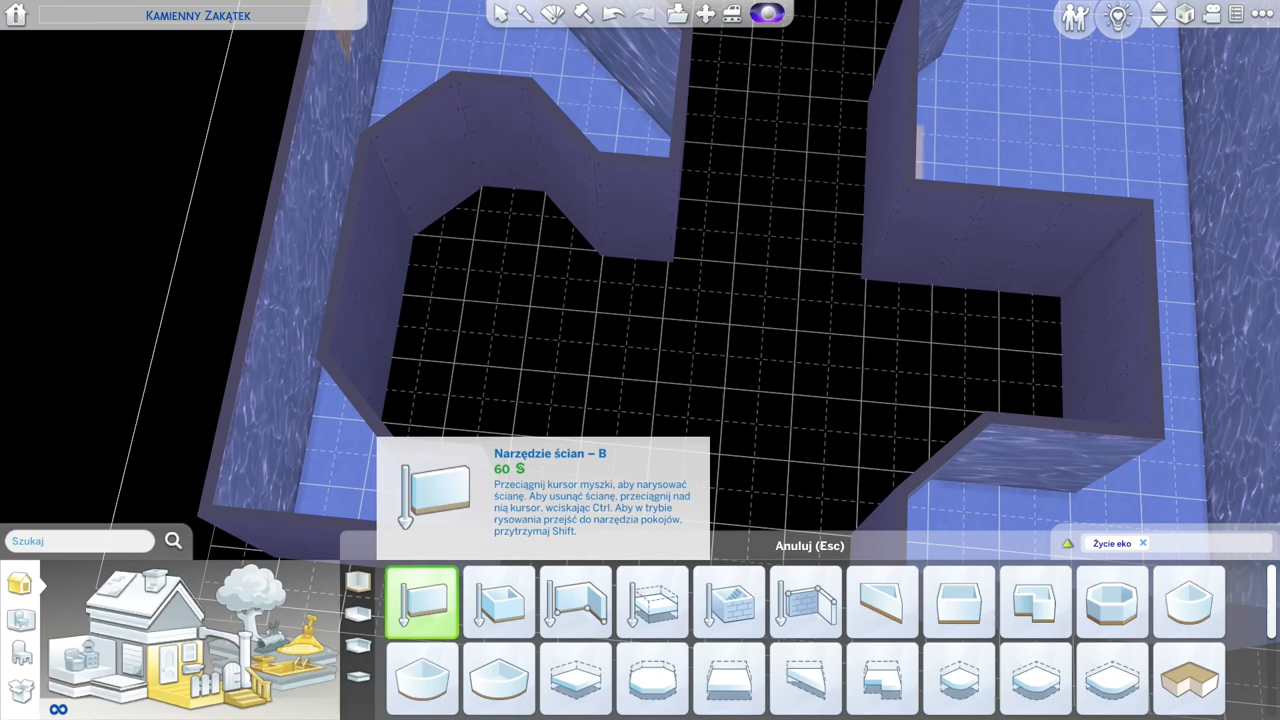 Kamienny Zakątek
Narzędzie ścian – B
60 §
Przeciągnij kursor myszki, aby narysować
ścianę. Aby usunąć ścianę, przeciągnij nad
nią kursor, wciskając Ctrl. Aby w trybie
rysowania przejść do narzędzia pokojów,
przytrzymaj Shift.
Szukaj
Anuluj (Esc)
Życie eko